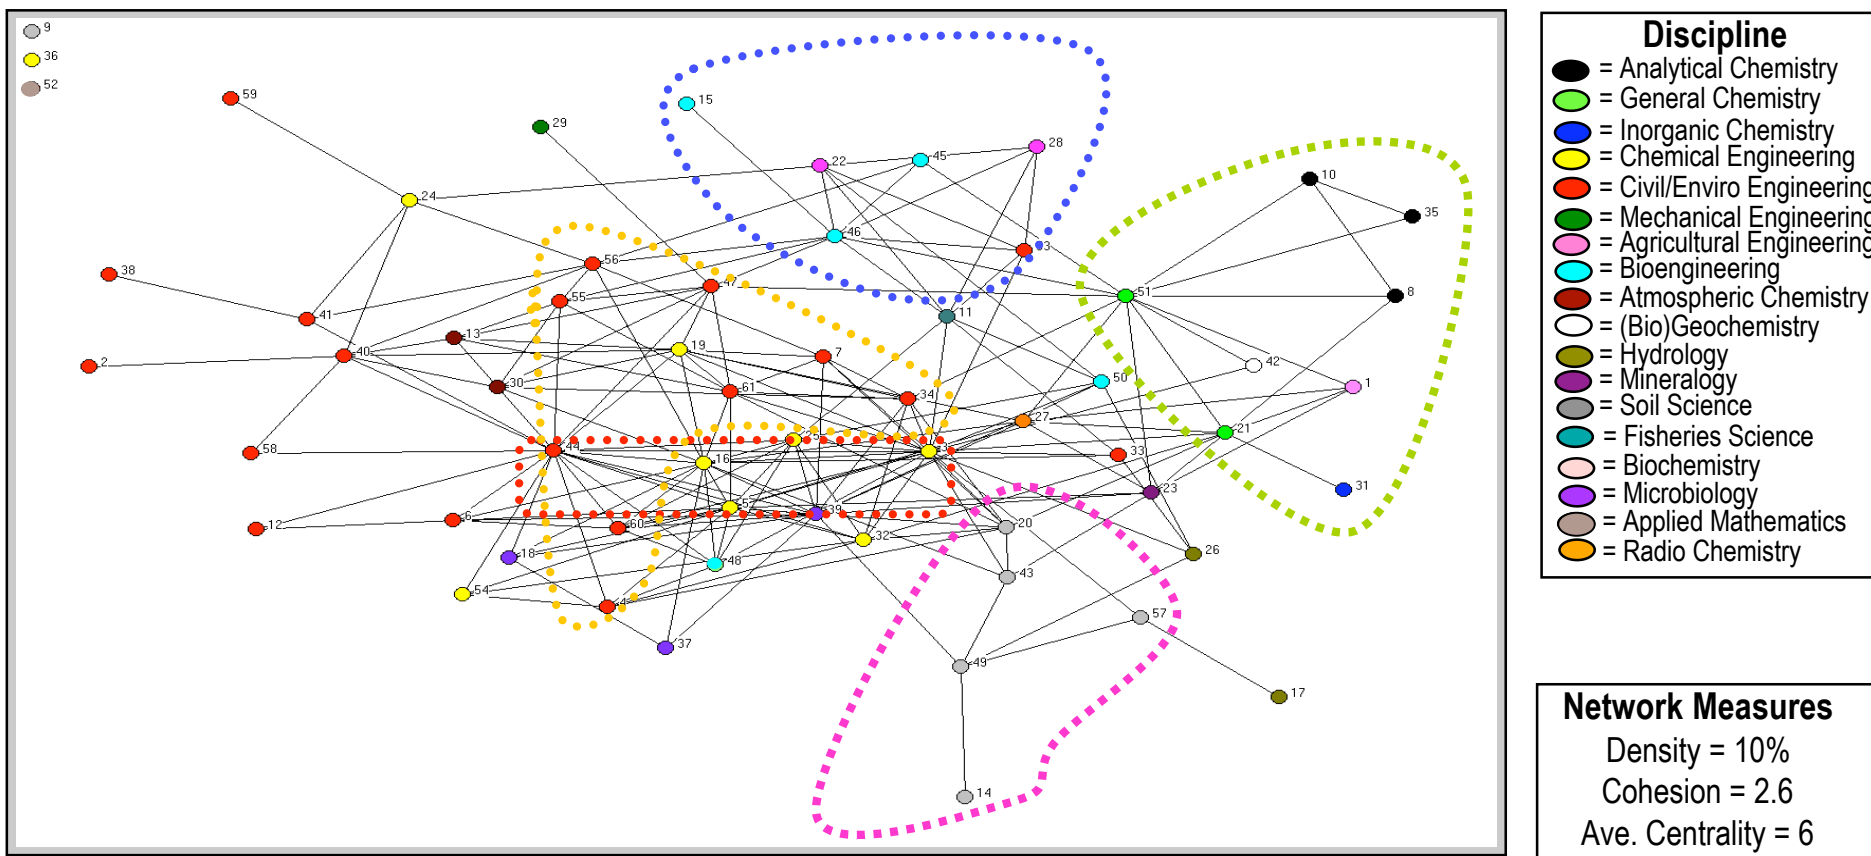 9
36
52
59
29
15
22
45
28
10
35
24
46
3
38
56
47
51
8
55
11
41
13
19
7
42
40
2
30
61
50
1
34
27
21
25
58
44
16
33
23
31
57
39
6
12
60
20
32
18
48
26
43
54
4
57
37
49
17
14
Discipline
= Analytical Chemistry
= General Chemistry
= Inorganic Chemistry
= Chemical Engineering
= Civil/Enviro Engineering
= Mechanical Engineering
= Agricultural Engineering
= Bioengineering
= Atmospheric Chemistry
= (Bio)Geochemistry
= Hydrology
= Mineralogy
= Soil Science
= Fisheries Science
= Biochemistry
= Microbiology
= Applied Mathematics
= Radio Chemistry
Network Measures
Density = 10%
Cohesion = 2.6
Ave. Centrality = 6